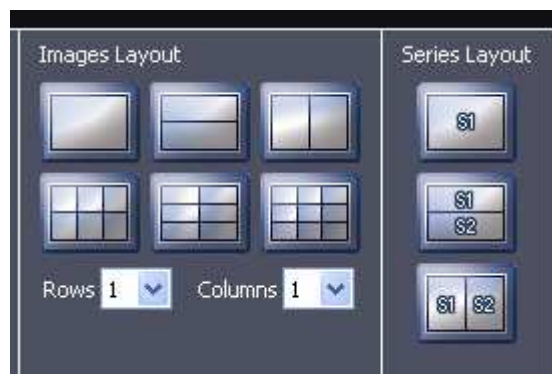 Images Layout
Rows 1 Columns 1
Series Layout
S1
S1
S2
S1 S2